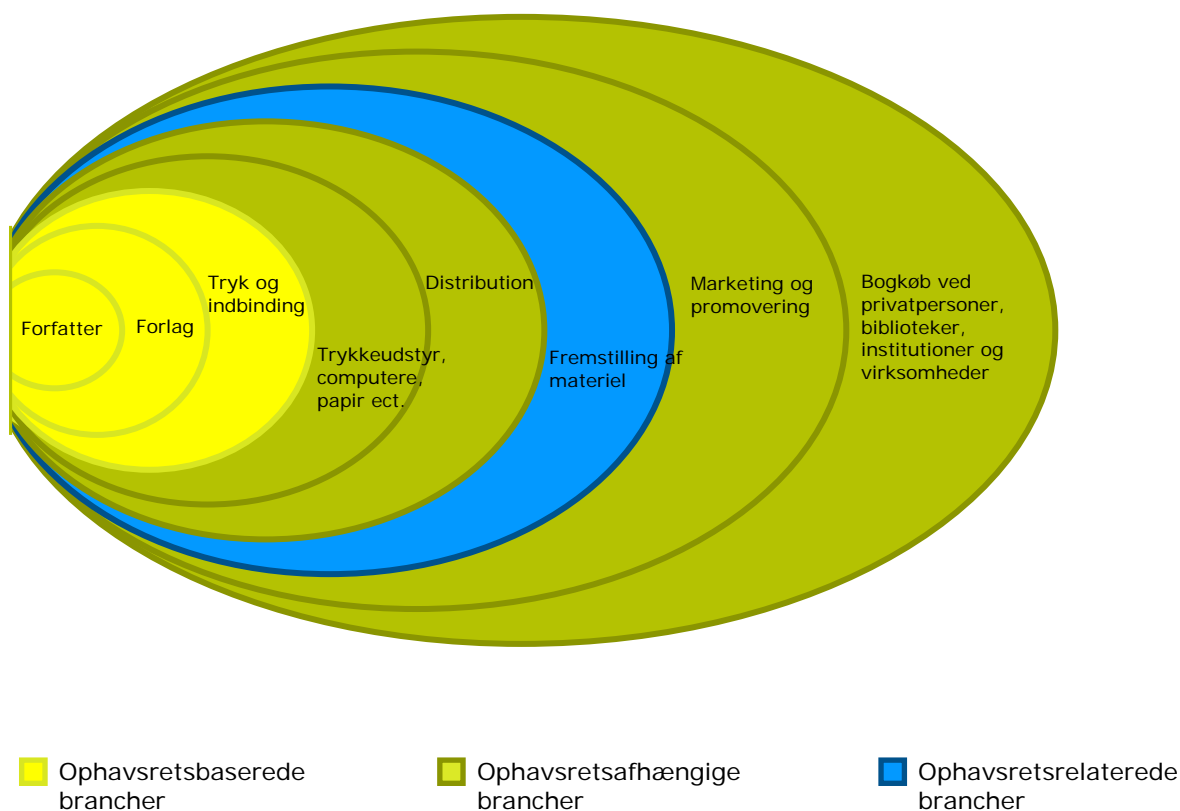 Forfatter
Forlag
Tryk og
indbinding
Trykkeudstyr,
computere,
papir ect.
Distribution
Fremstilling af
materiel
Marketing og
promovering
Bogkøb ved
privatpersoner,
biblioteker,
institutioner og
virksomheder
Ophavsretsbaserede
brancher
Ophavsretsafhængige
brancher
Ophavsretsrelaterede
brancher